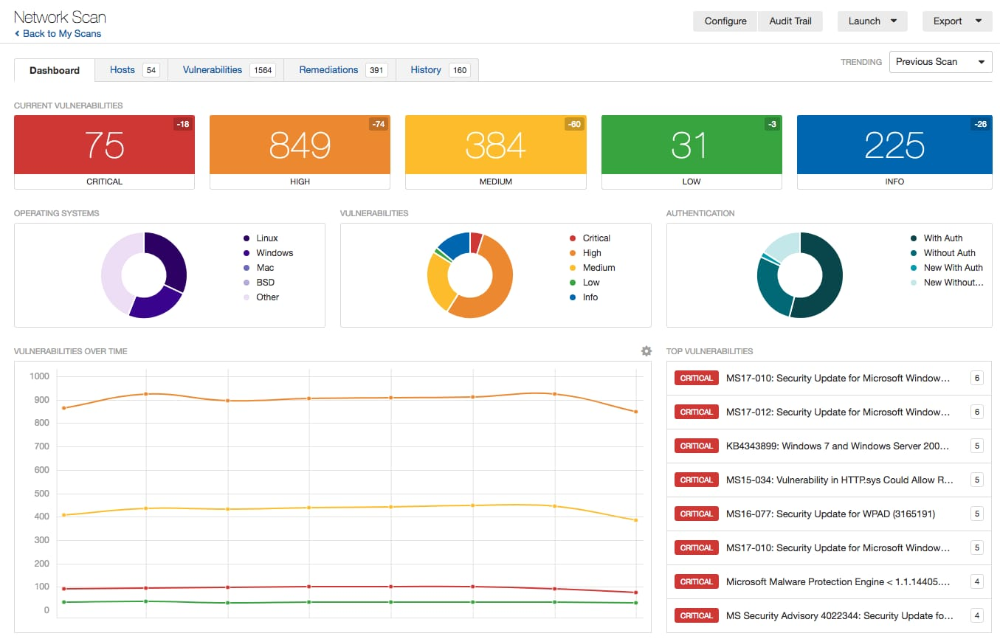 Network Scan
Back to My Scans
Configure
Audit Trail
Launch
Export
Dashboard
Hosts 54
Vulnerabilities 1564
Remediations 391
History 160
TRENDING
Previous Scan
CURRENT VULNERABILITIES
-18
75
CRITICAL
-74
849
HIGH
-60
384
MEDIUM
-3
31
LOW
-26
225
INFO
OPERATING SYSTEMS
Linux
Windows
Mac
BSD
Other
VULNERABILITIES
Critical
High
Medium
Low
Info
AUTHENTICATION
With Auth
Without Auth
New With Auth
New Without...
VULNERABILITIES OVER TIME
1000
900
800
700
600
500
400
300
200
100
0
TOP VULNERABILITIES
CRITICAL MS17-010: Security Update for Microsoft Window... 6
CRITICAL MS17-012: Security Update for Microsoft Window... 6
CRITICAL KB4343899: Windows 7 and Windows Server 200... 5
CRITICAL MS15-034: Vulnerability in HTTP.sys Could Allow R... 5
CRITICAL MS16-077: Security Update for WPAD (3165191) 5
CRITICAL MS17-010: Security Update for Microsoft Window... 5
CRITICAL Microsoft Malware Protection Engine < 1.1.14405.... 4
CRITICAL MS Security Advisory 4022344: Security Update fo... 4